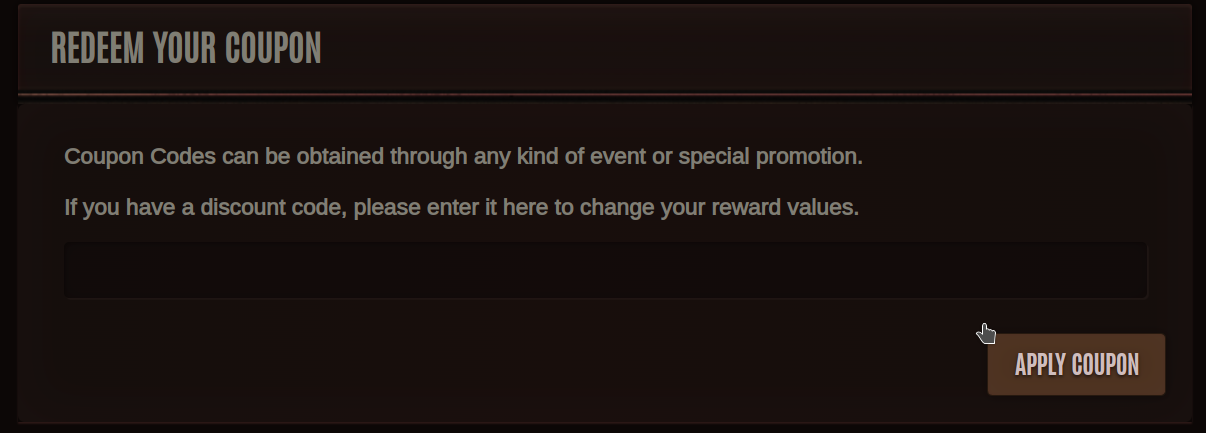 REDEEM YOUR COUPON
Coupon Codes can be obtained through any kind of event or special promotion.
If you have a discount code, please enter it here to change your reward values.
APPLY COUPON